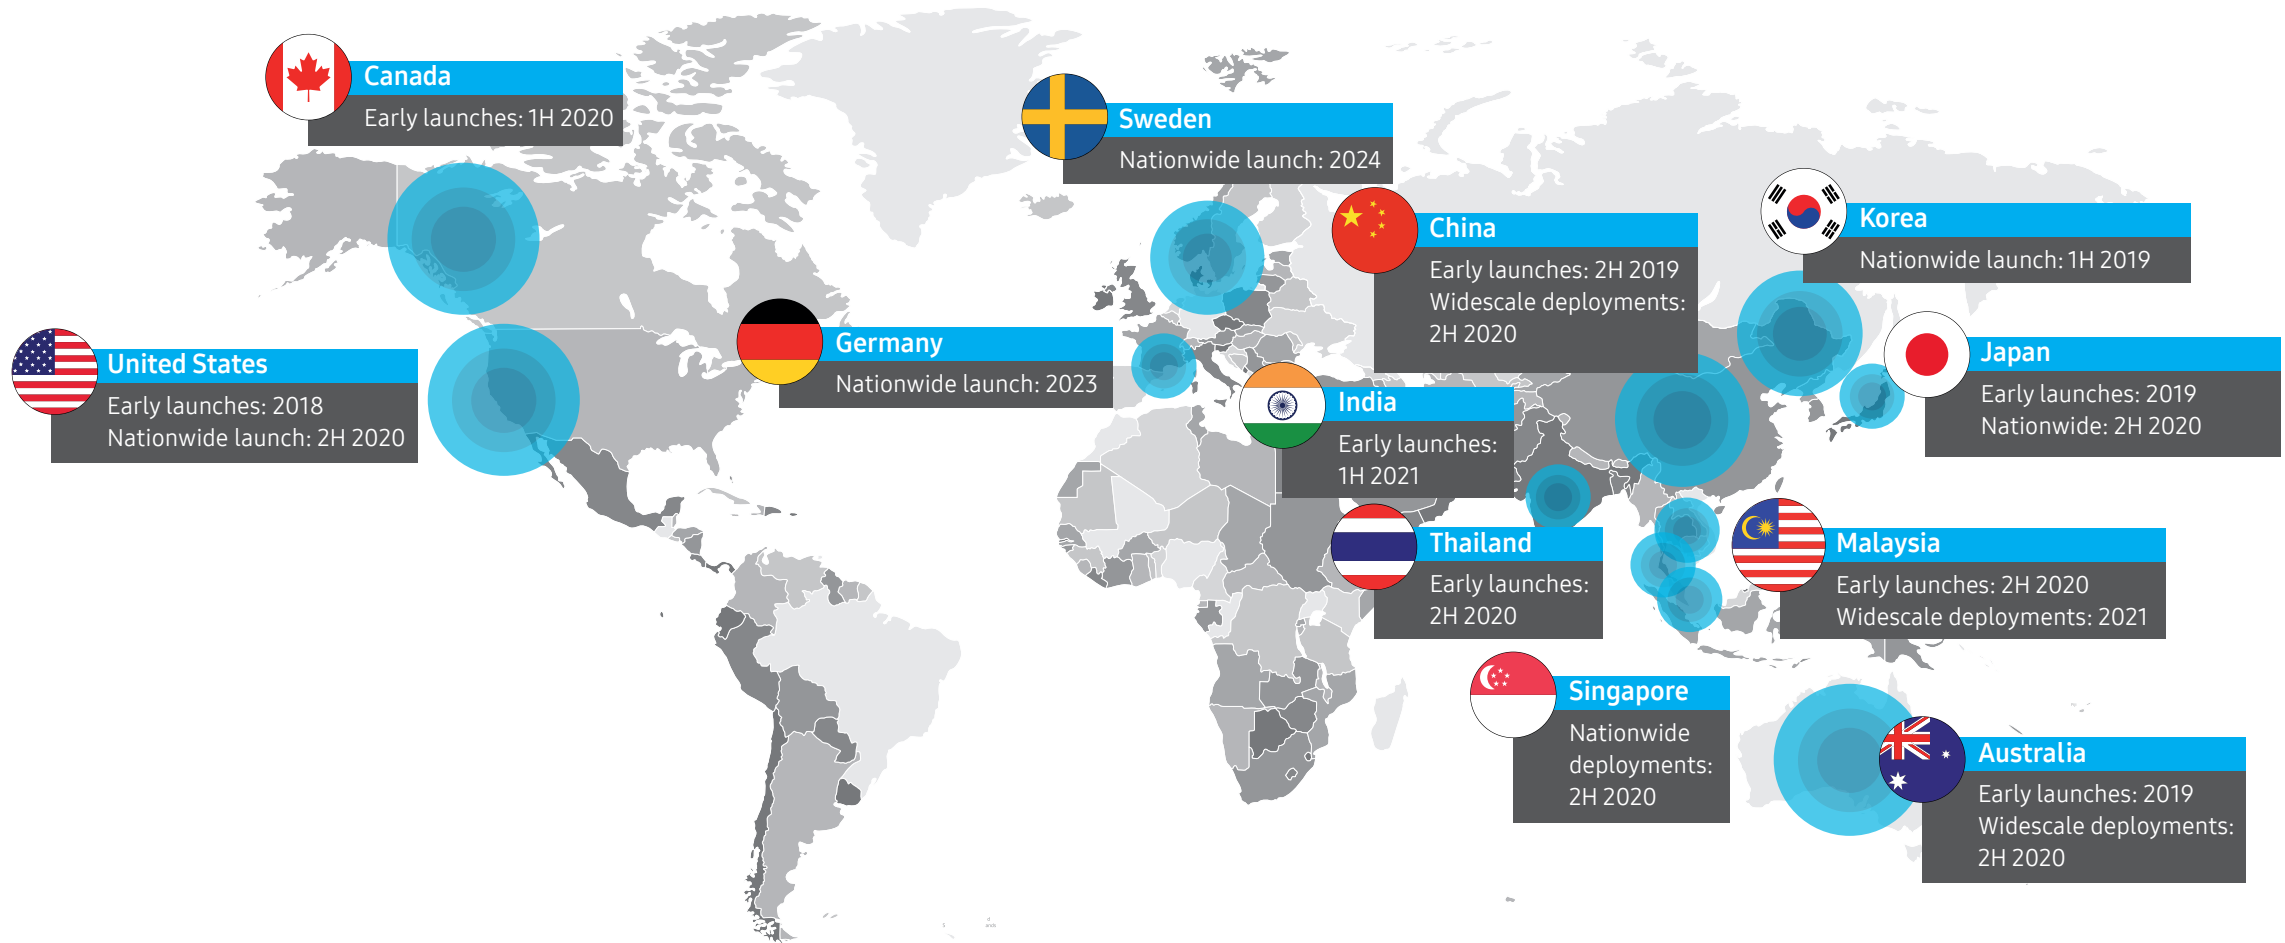 Canada
Early launches: 1H 2020
Sweden
Nationwide launch: 2024
China
Early launches: 2H 2019
Widescale deployments:
2H 2020
Korea
Nationwide launch: 1H 2019
United States
Early launches: 2018
Nationwide launch: 2H 2020
Germany
Nationwide launch: 2023
Japan
Early launches: 2019
Nationwide: 2H 2020
India
Early launches:
1H 2021
Thailand
Early launches:
2H 2020
Malaysia
Early launches: 2H 2020
Widescale deployments: 2021
Singapore
Nationwide
deployments:
2H 2020
Australia
Early launches: 2019
Widescale deployments:
2H 2020